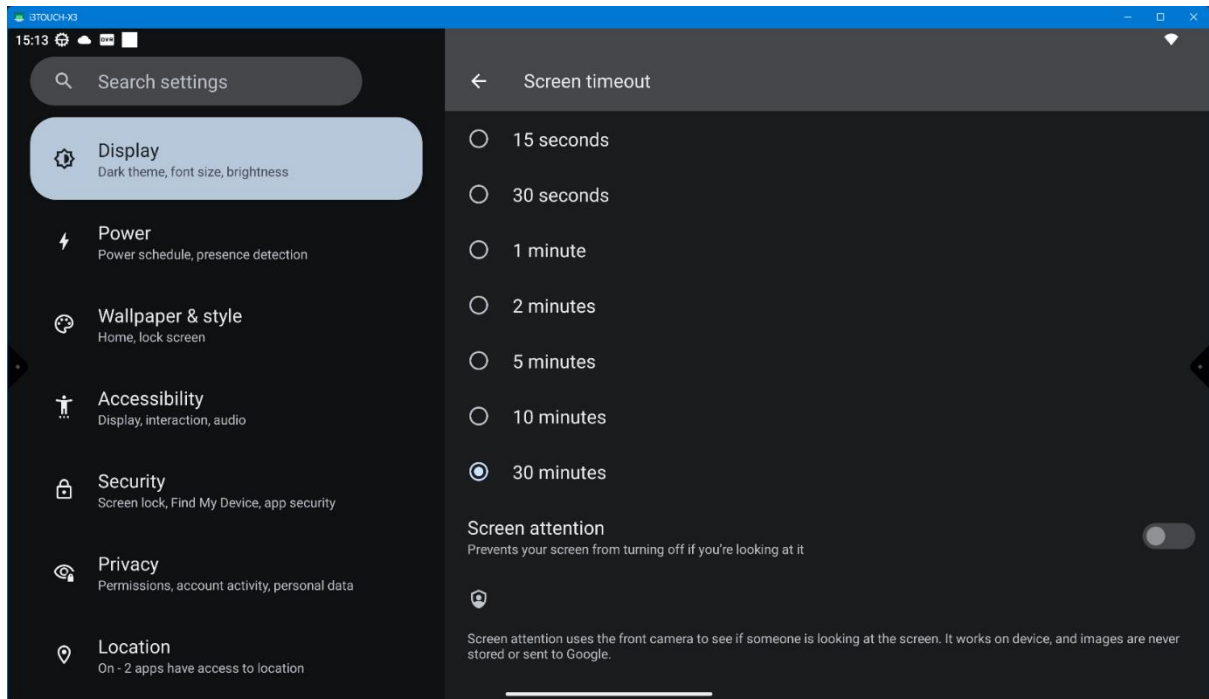 i3TOUCH-X3
15:13
DVR
Search settings
Display
Dark theme, font size, brightness
Power
Power schedule, presence detection
Wallpaper & style
Home, lock screen
Accessibility
Display, interaction, audio
Security
Screen lock, Find My Device, app security
Privacy
Permissions, account activity, personal data
Location
On - 2 apps have access to location
Screen timeout
15 seconds
30 seconds
1 minute
2 minutes
5 minutes
10 minutes
30 minutes
Screen attention
Prevents your screen from turning off if you're looking at it
Screen attention uses the front camera to see if someone is looking at the screen. It works on device, and images are never
stored or sent to Google.